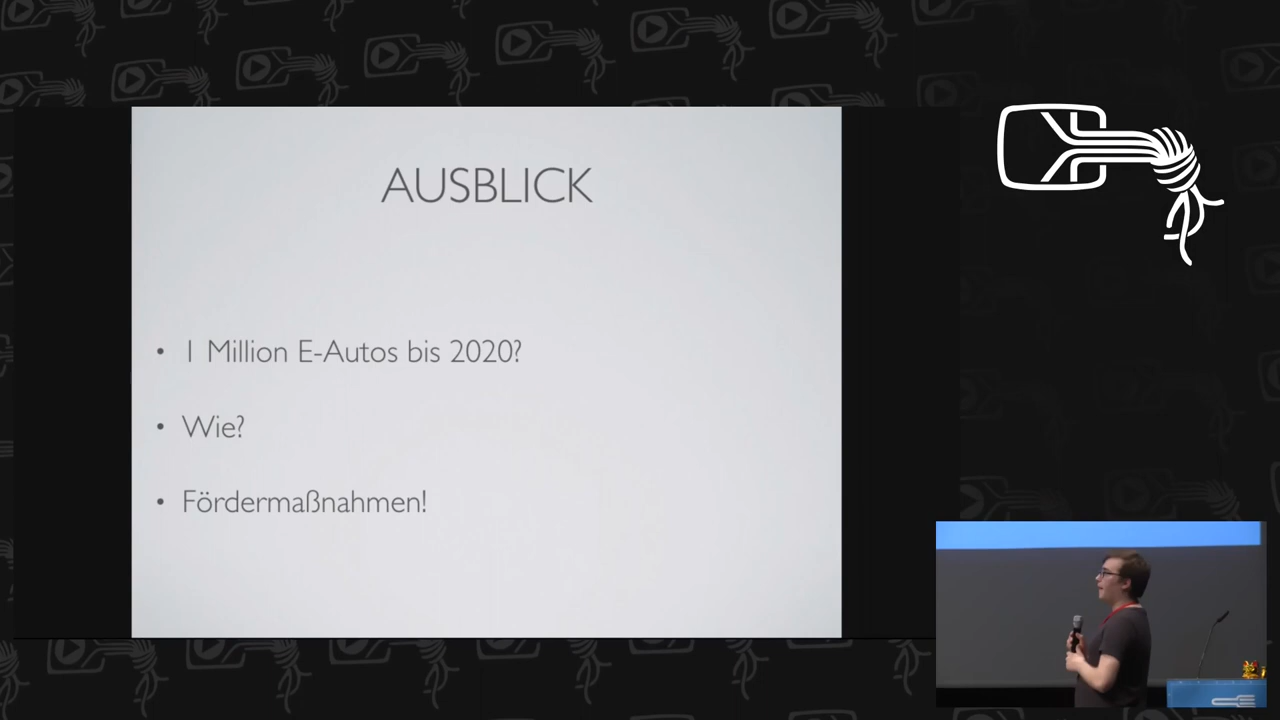 AUSBLICK
• 1 Million E-Autos bis 2020?
• Wie?
• Fördermaßnahmen!